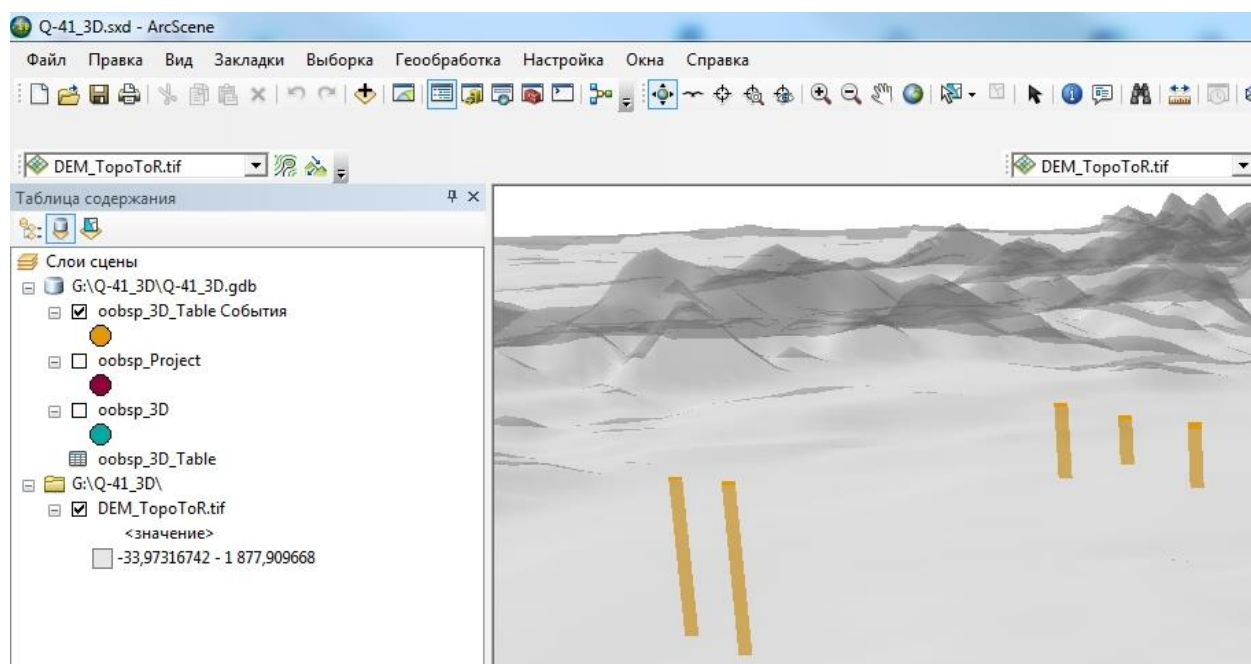 Q-41_3D.sxd - ArcScene
Файл Правка Вид Закладки Выборка Геообработка Настройка Окна Справка
DEM_TopoToR.tif DEM_TopoToR.tif
Таблица содержания
Слои сцены
G:\Q-41_3D\Q-41_3D.gdb
oobsp_3D_Table События
oobsp_Project
oobsp_3D
oobsp_3D_Table
G:\Q-41_3D\
DEM_TopoToR.tif
<значение>
-33,97316742 - 1 877,909668